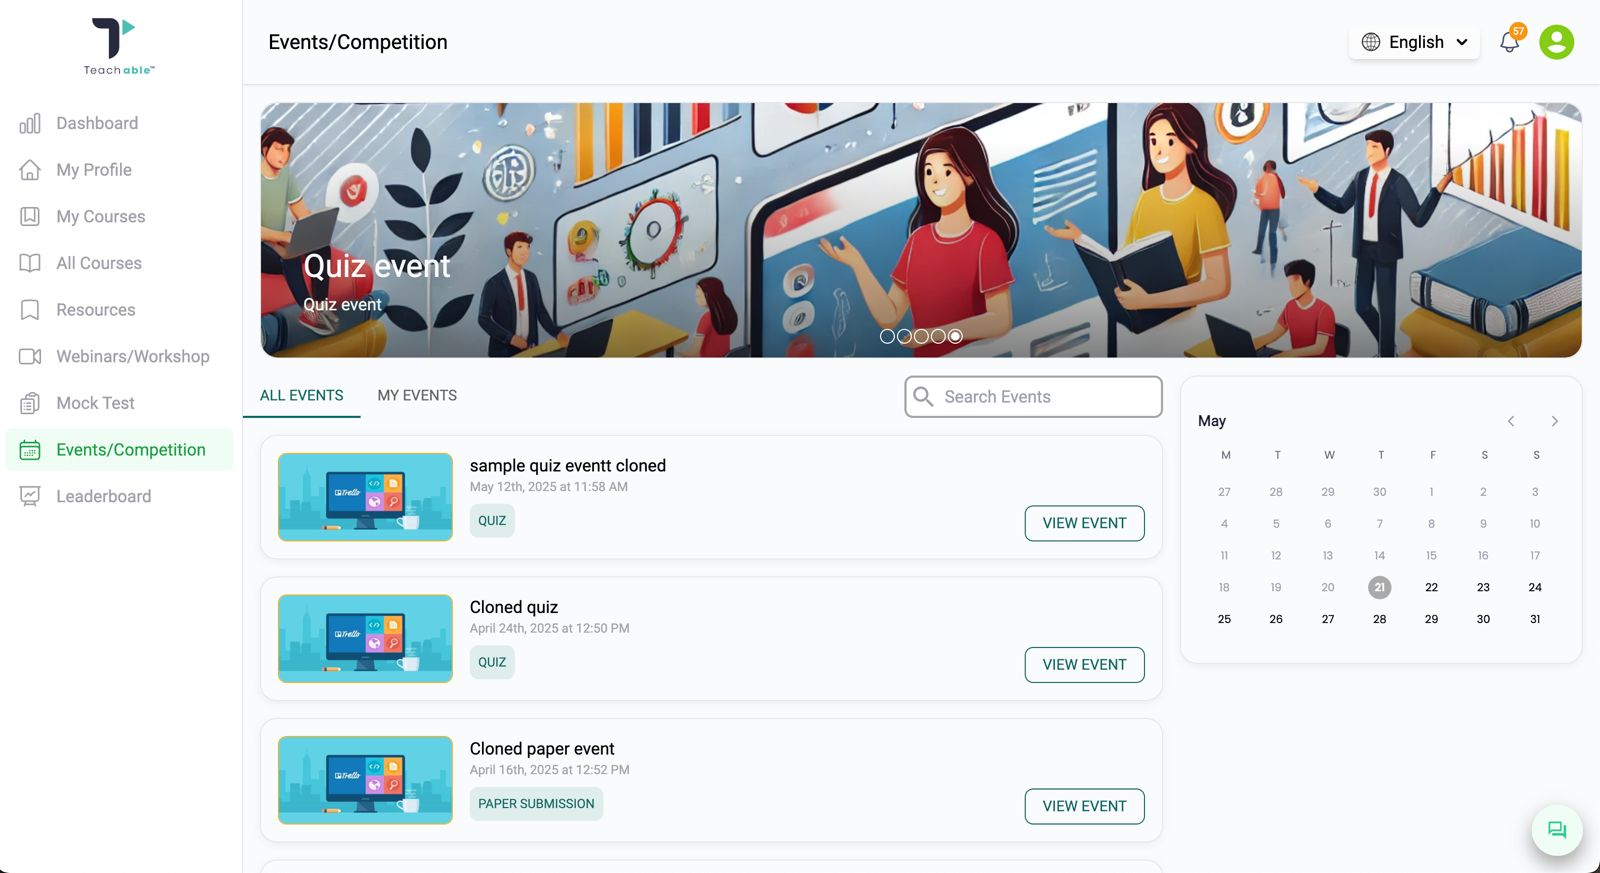 Teachable™
Events/Competition
English
57
Dashboard
My Profile
My Courses
All Courses
Resources
Webinars/Workshop
Mock Test
Events/Competition
Leaderboard
Quiz event
Quiz event
ALL EVENTS MY EVENTS
Search Events
sample quiz eventt cloned
May 12th, 2025 at 11:58 AM
QUIZ
VIEW EVENT
Trello
Cloned quiz
April 24th, 2025 at 12:50 PM
QUIZ
VIEW EVENT
Trello
Cloned paper event
April 16th, 2025 at 12:52 PM
PAPER SUBMISSION
VIEW EVENT
Trello
May
M T W T F S S
27 28 29 30 1 2 3
4 5 6 7 8 9 10
11 12 13 14 15 16 17
18 19 20 21 22 23 24
25 26 27 28 29 30 31